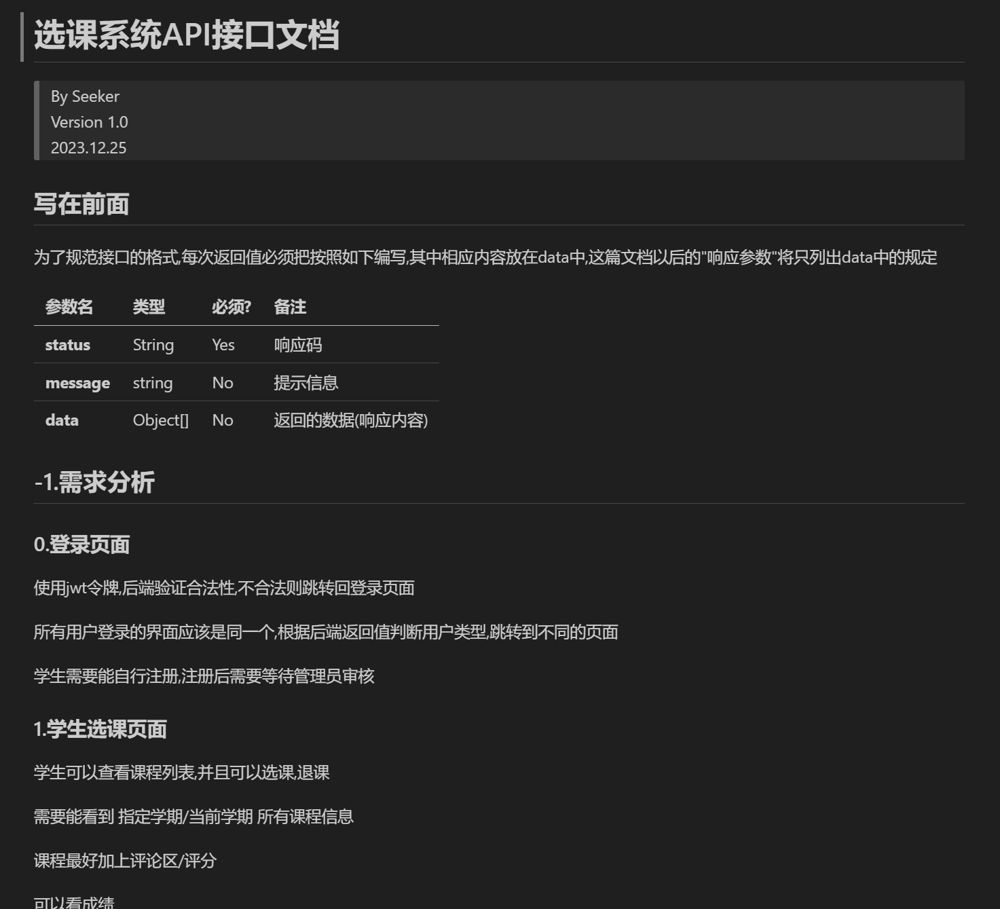 选课系统API接口文档
By Seeker
Version 1.0
2023.12.25
写在前面
为了规范接口的格式,每次返回值必须把按照如下编写,其中相应内容放在data中,这篇文档以后的"响应参数"将只列出data中的规定
参数名 类型 必须? 备注
status String Yes 响应码
message string No 提示信息
data Object[] No 返回的数据(响应内容)
-1.需求分析
0.登录页面
使用jwt令牌,后端验证合法性,不合法则跳转回登录页面
所有用户登录的界面应该是同一个,根据后端返回值判断用户类型,跳转到不同的页面
学生需要能自行注册,注册后需要等待管理员审核
1.学生选课页面
学生可以查看课程列表,并且可以选课,退课
需要能看到 指定学期/当前学期 所有课程信息
课程最好加上评论区/评分
可以看成绩